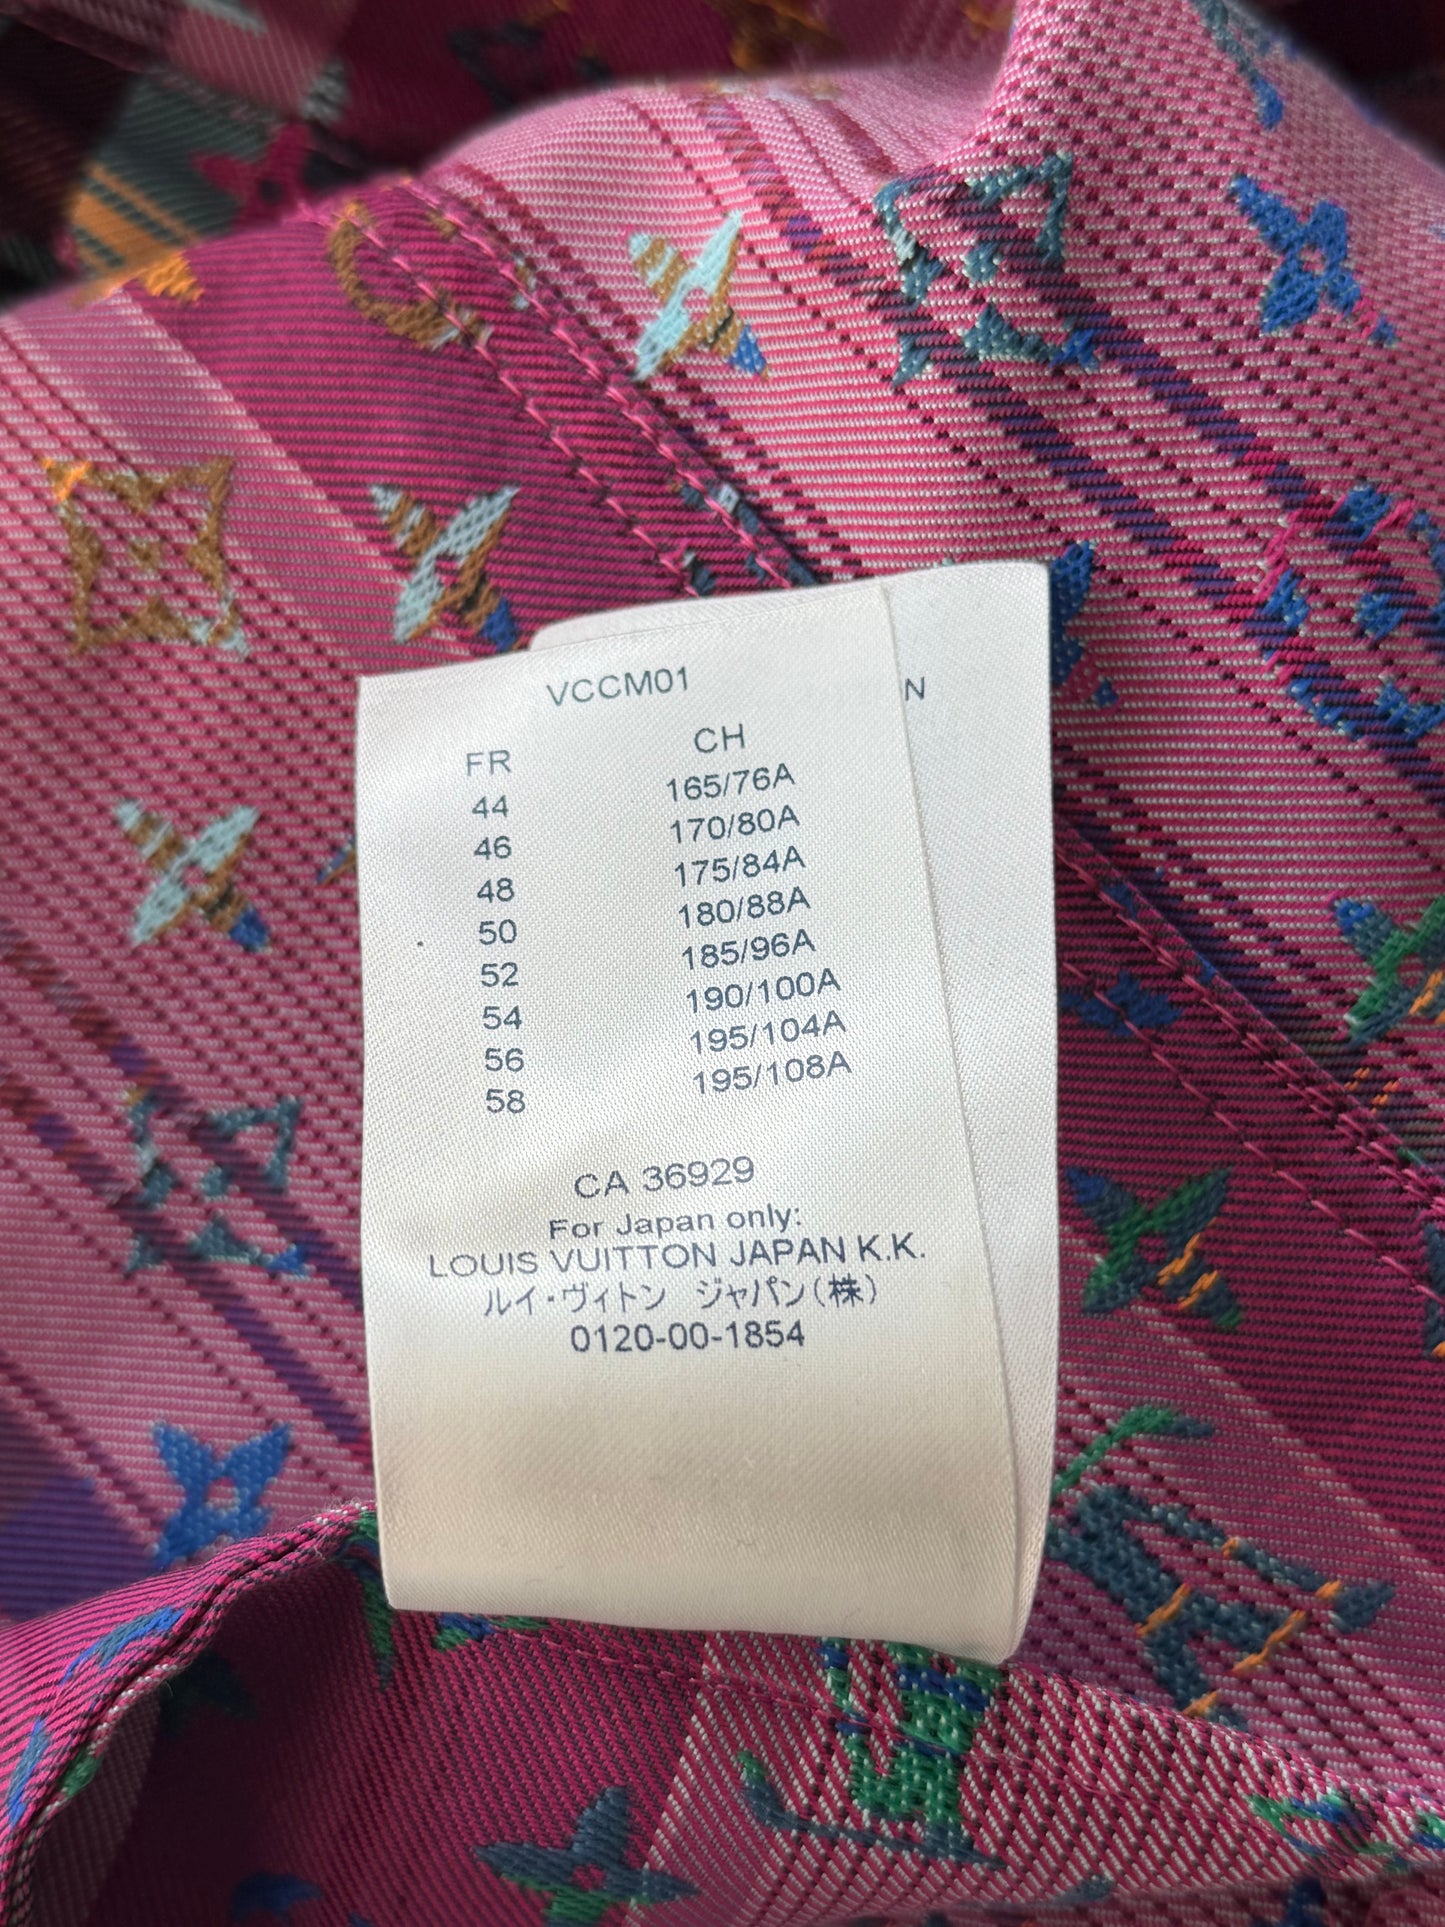 VCCM01
N
FR CH
44 165/76A
46 170/80A
48 175/84A
50 180/88A
52 185/96A
54 190/100A
56 195/104A
58 195/108A
CA 36929
For Japan only:
LOUIS VUITTON JAPAN K.K.
ルイ・ヴィトン ジャパン(株)
0120-00-1854